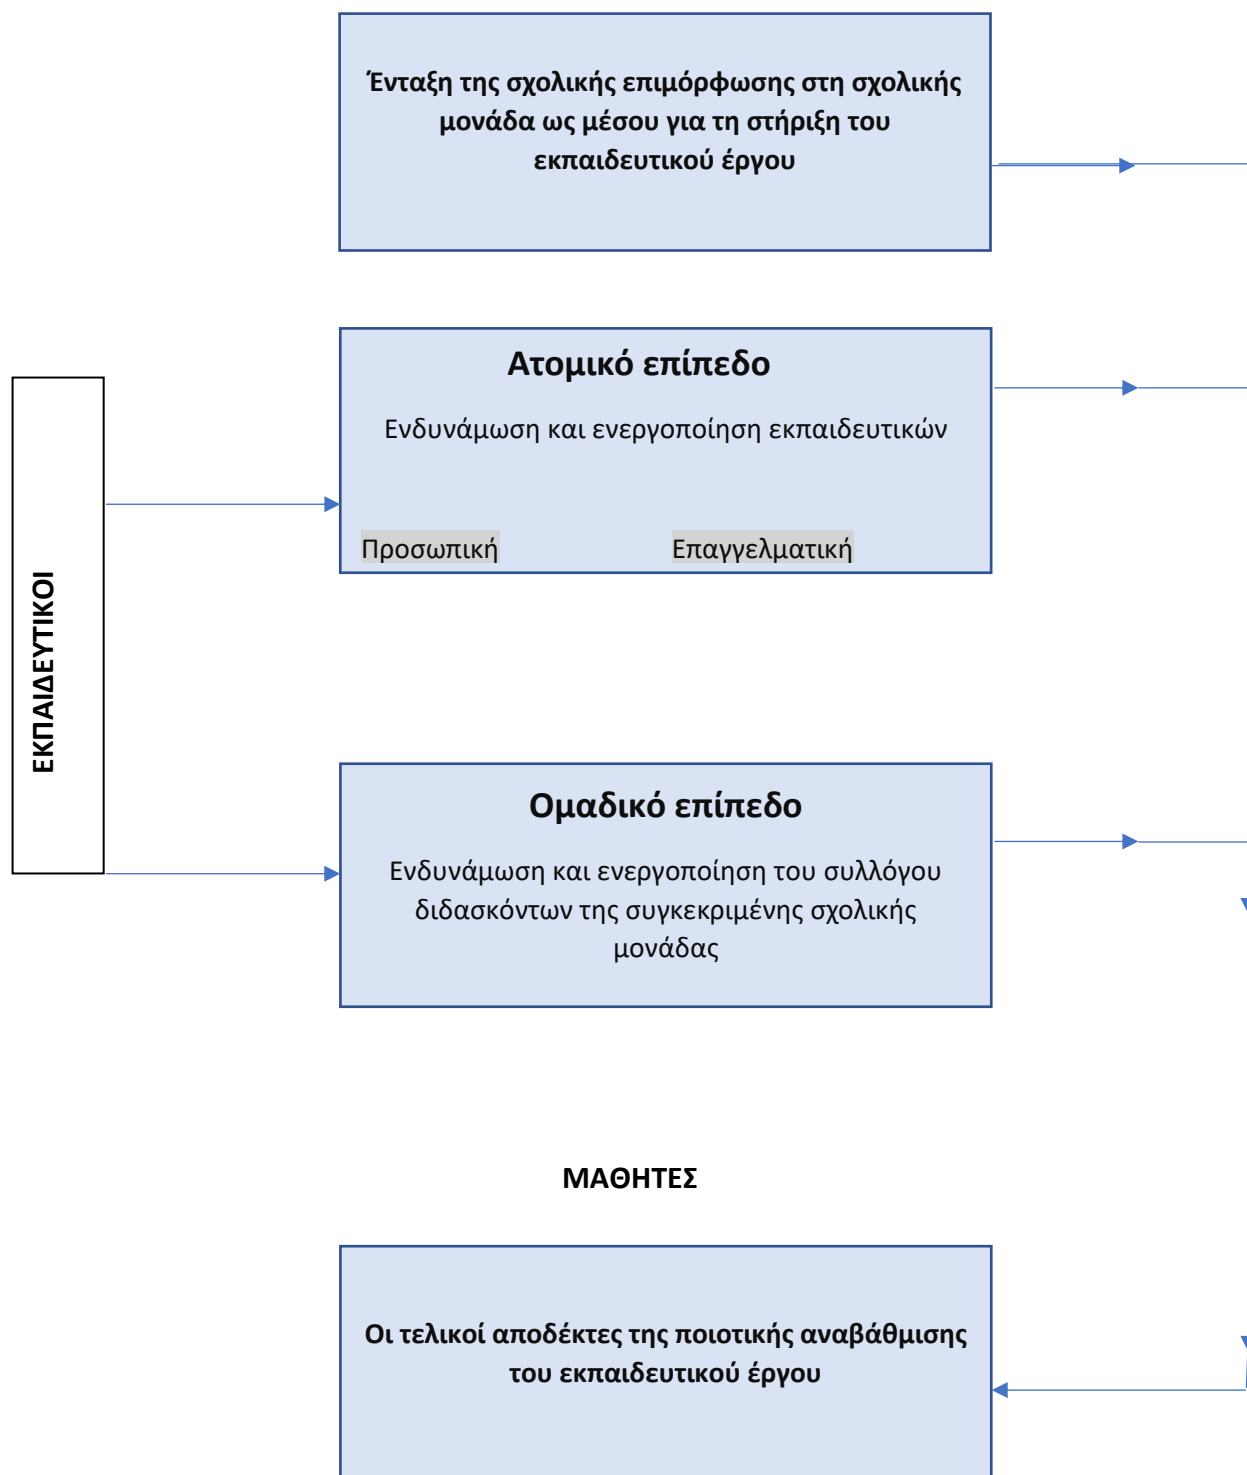 Ένταξη της σχολικής επιμόρφωσης στη σχολική
μονάδα ως μέσου για τη στήριξη του
εκπαιδευτικού έργου
ΕΚΠΑΙΔΕΥΤΙΚΟΙ
Ατομικό επίπεδο
Ενδυνάμωση και ενεργοποίηση εκπαιδευτικών
Προσωπική Επαγγελματική
Ομαδικό επίπεδο
Ενδυνάμωση και ενεργοποίηση του συλλόγου
διδασκόντων της συγκεκριμένης σχολικής
μονάδας
ΜΑΘΗΤΕΣ
Οι τελικοί αποδέκτες της ποιοτικής αναβάθμισης
του εκπαιδευτικού έργου